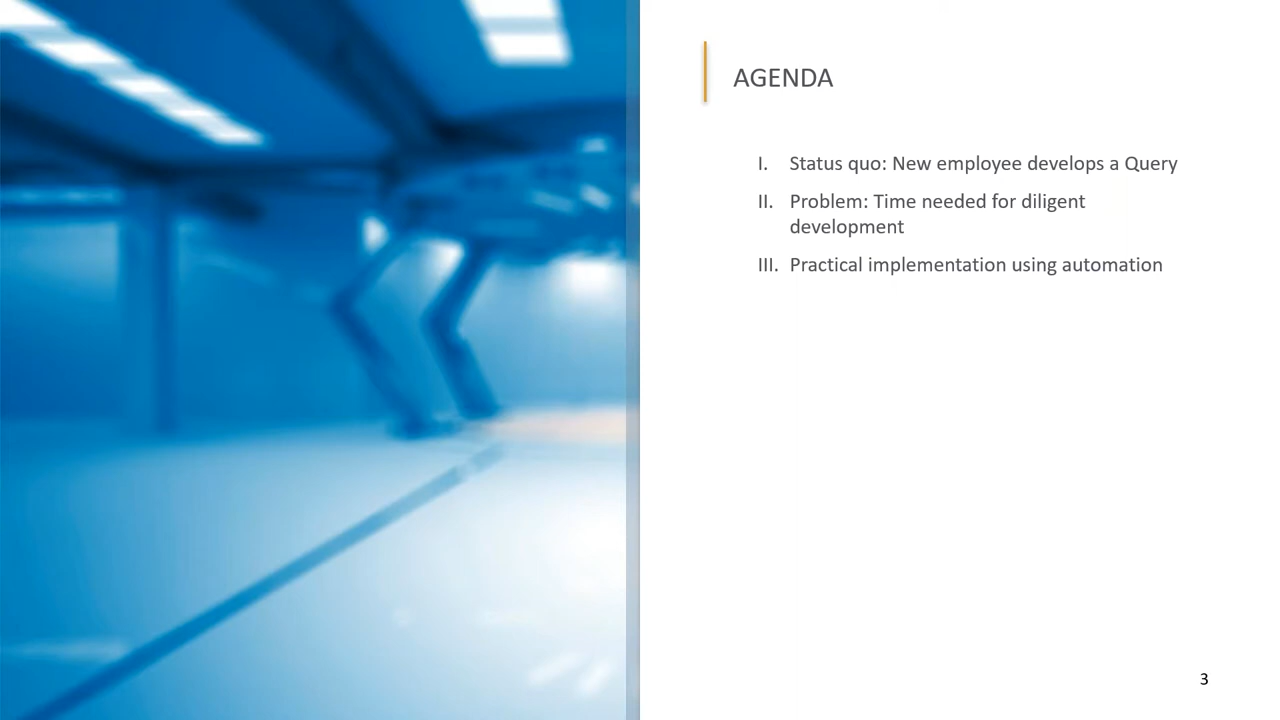 AGENDA
I. Status quo: New employee develops a Query
II. Problem: Time needed for diligent
development
III. Practical implementation using automation
3